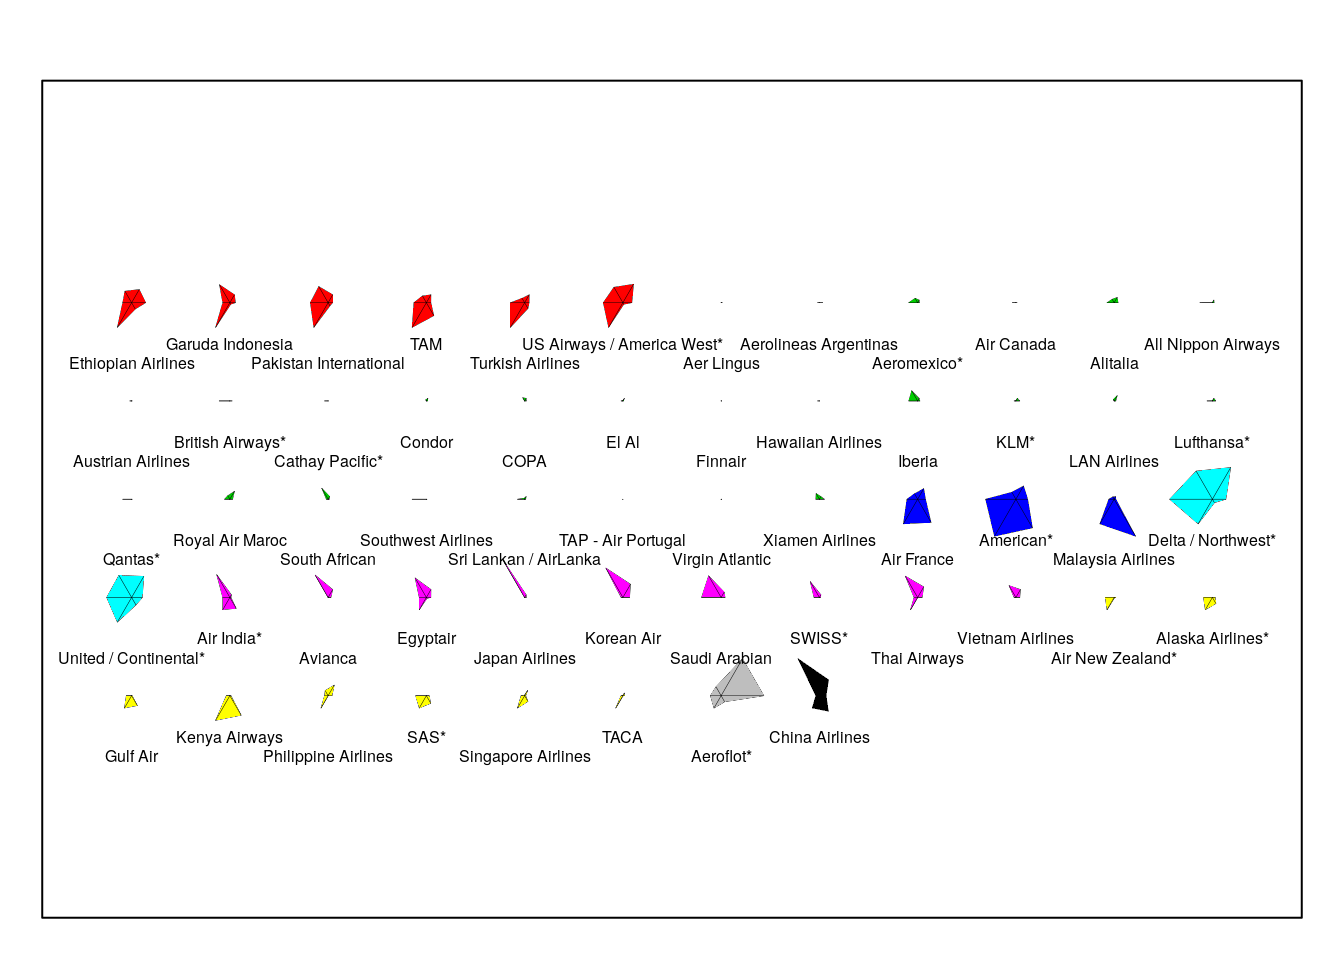 Garuda Indonesia TAM US Airways / America West* Aerolineas Argentinas Air Canada All Nippon Airways
Ethiopian Airlines Pakistan International Turkish Airlines Aer Lingus Aeromexico* Alitalia
British Airways* Condor El Al Hawaiian Airlines KLM* Lufthansa*
Austrian Airlines Cathay Pacific* COPA Finnair Iberia LAN Airlines
Royal Air Maroc Southwest Airlines TAP - Air Portugal Xiamen Airlines American* Delta / Northwest*
Qantas* South African Sri Lankan / AirLanka Virgin Atlantic Air France Malaysia Airlines
Air India* Egyptair Korean Air SWISS* Vietnam Airlines Alaska Airlines*
United / Continental* Avianca Japan Airlines Saudi Arabian Thai Airways Air New Zealand*
Kenya Airways SAS* TACA China Airlines
Gulf Air Philippine Airlines Singapore Airlines Aeroflot*